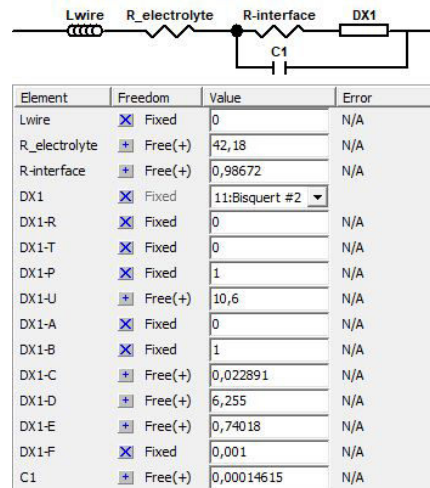 Lwire R_electrolyte R-interface DX1
C1
Element Freedom Value Error
Lwire Fixed 0 N/A
R_electrolyte Free(+) 42,18 N/A
R-interface Free(+) 0,98672 N/A
DX1 Fixed 11:Bisquert #2
DX1-R Fixed 0 N/A
DX1-T Fixed 0 N/A
DX1-P Fixed 1 N/A
DX1-U Free(+) 10,6 N/A
DX1-A Fixed 0 N/A
DX1-B Fixed 1 N/A
DX1-C Free(+) 0,022891 N/A
DX1-D Free(+) 6,255 N/A
DX1-E Free(+) 0,74018 N/A
DX1-F Fixed 0,001 N/A
C1 Free(+) 0,00014615 N/A